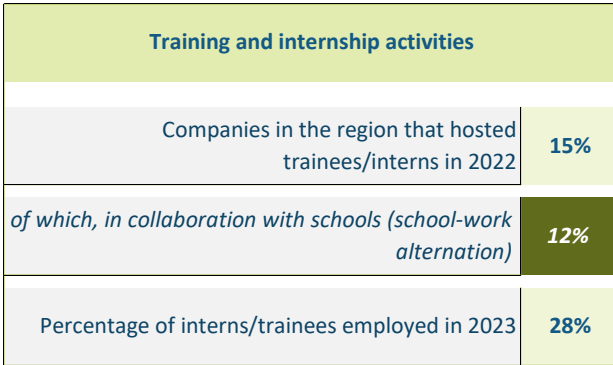 Training and internship activities
Companies in the region that hosted
trainees/interns in 2022
15%
of which, in collaboration with schools (school-work
alternation)
12%
Percentage of interns/trainees employed in 2023
28%